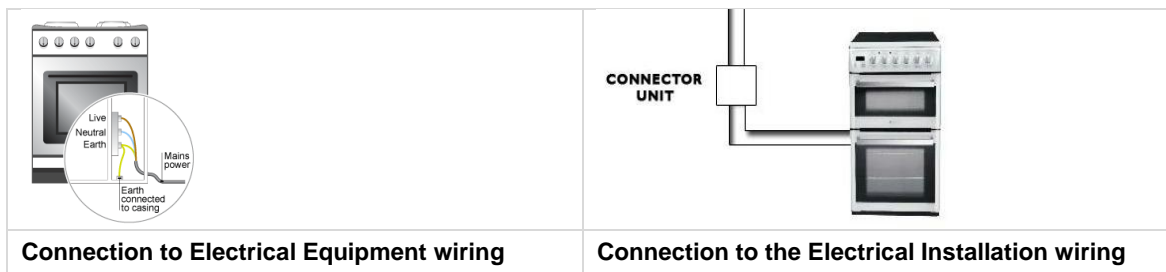 Live
Neutral
Earth
Mains
power
Earth
connected
to casing
CONNECTOR
UNIT
Connection to Electrical Equipment wiring
Connection to the Electrical Installation wiring